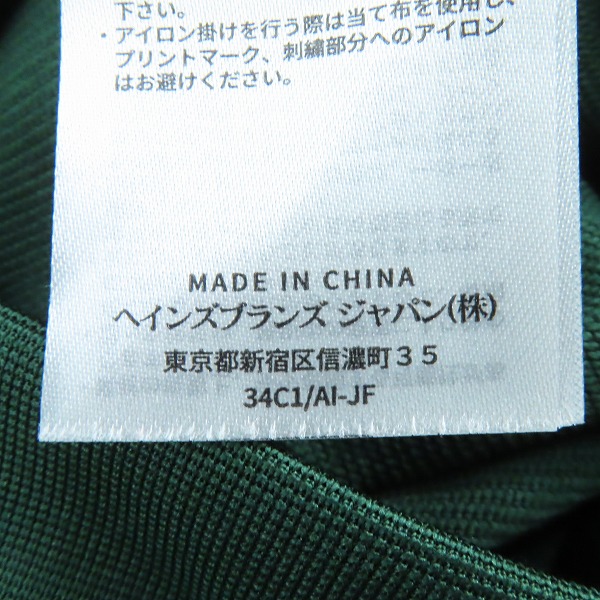 下さい。
・アイロン掛けを行う際は当て布を使用し、
プリントマーク、刺繍部分へのアイロン
はお避けください。
MADE IN CHINA
ヘインズブランズ ジャパン(株)
東京都新宿区信濃町３５
34C1/AI-JF